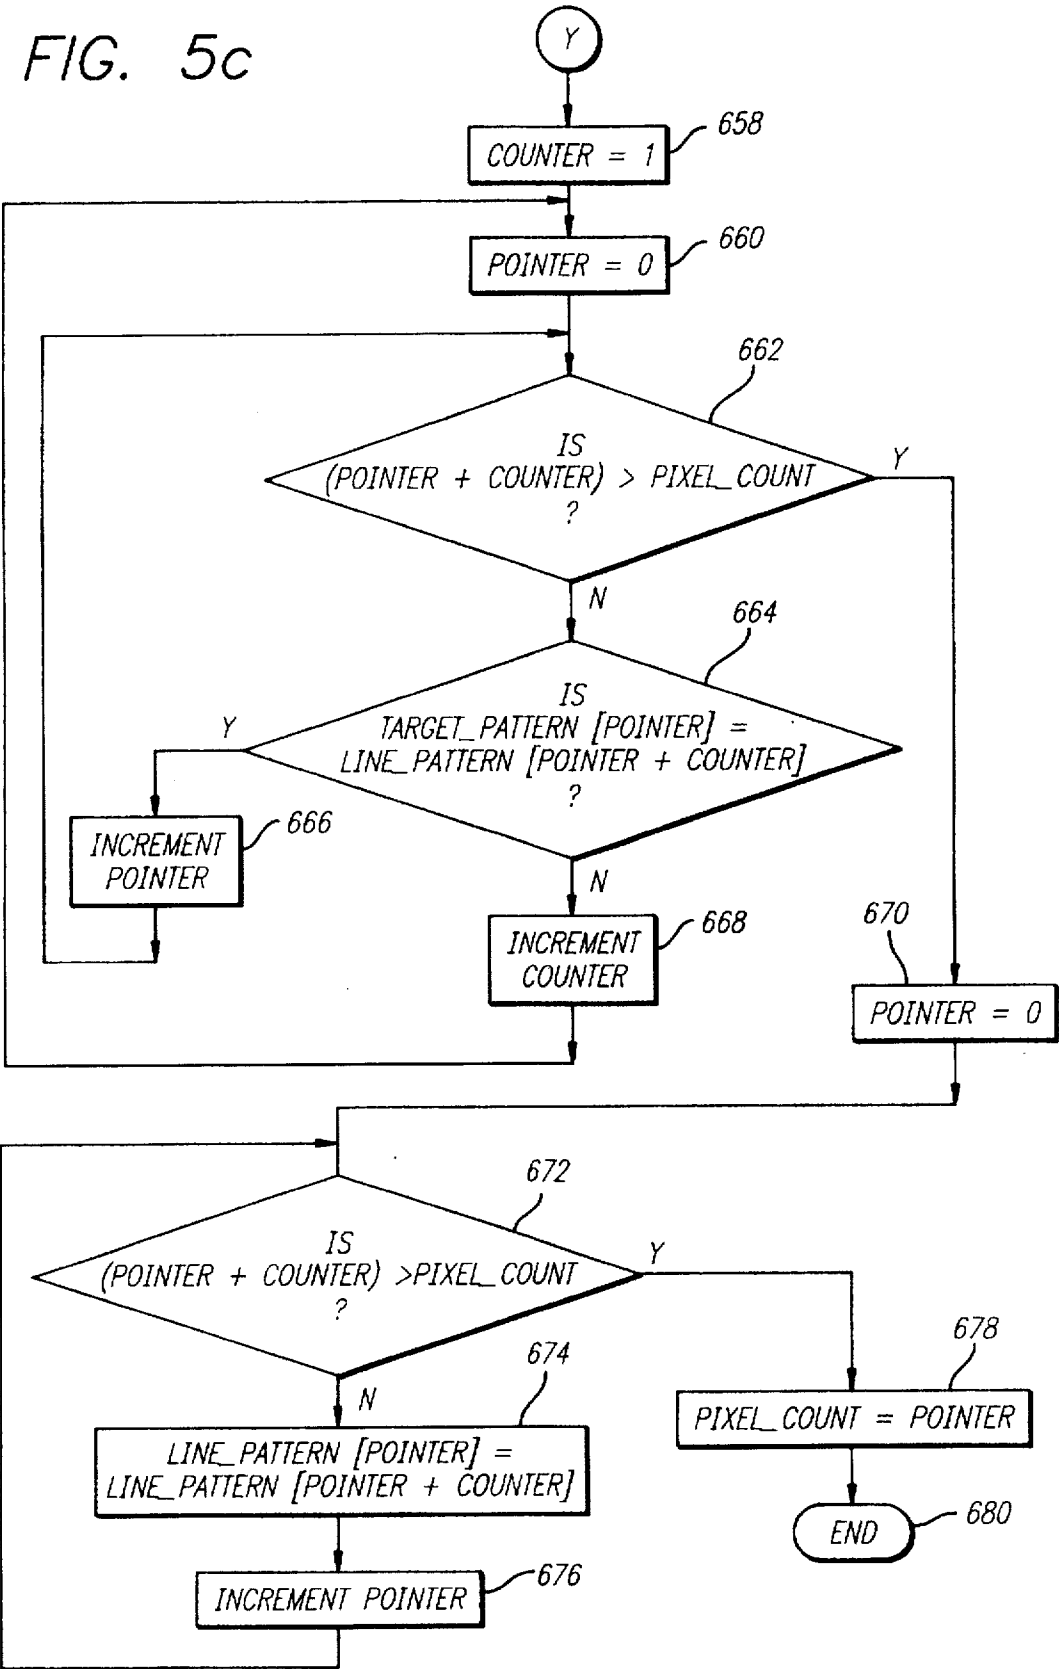 FIG. 5c
Y
COUNTER = 1
658
POINTER = 0
660
662
IS
(POINTER + COUNTER) > PIXEL_COUNT
?
Y
N
664
IS
TARGET_PATTERN [POINTER] =
LINE_PATTERN [POINTER + COUNTER]
?
Y
N
INCREMENT
POINTER
666
INCREMENT
COUNTER
668
670
POINTER = 0
672
IS
(POINTER + COUNTER) >PIXEL_COUNT
?
Y
N
674
LINE_PATTERN [POINTER] =
LINE_PATTERN [POINTER + COUNTER]
INCREMENT POINTER
676
678
PIXEL_COUNT = POINTER
END
680